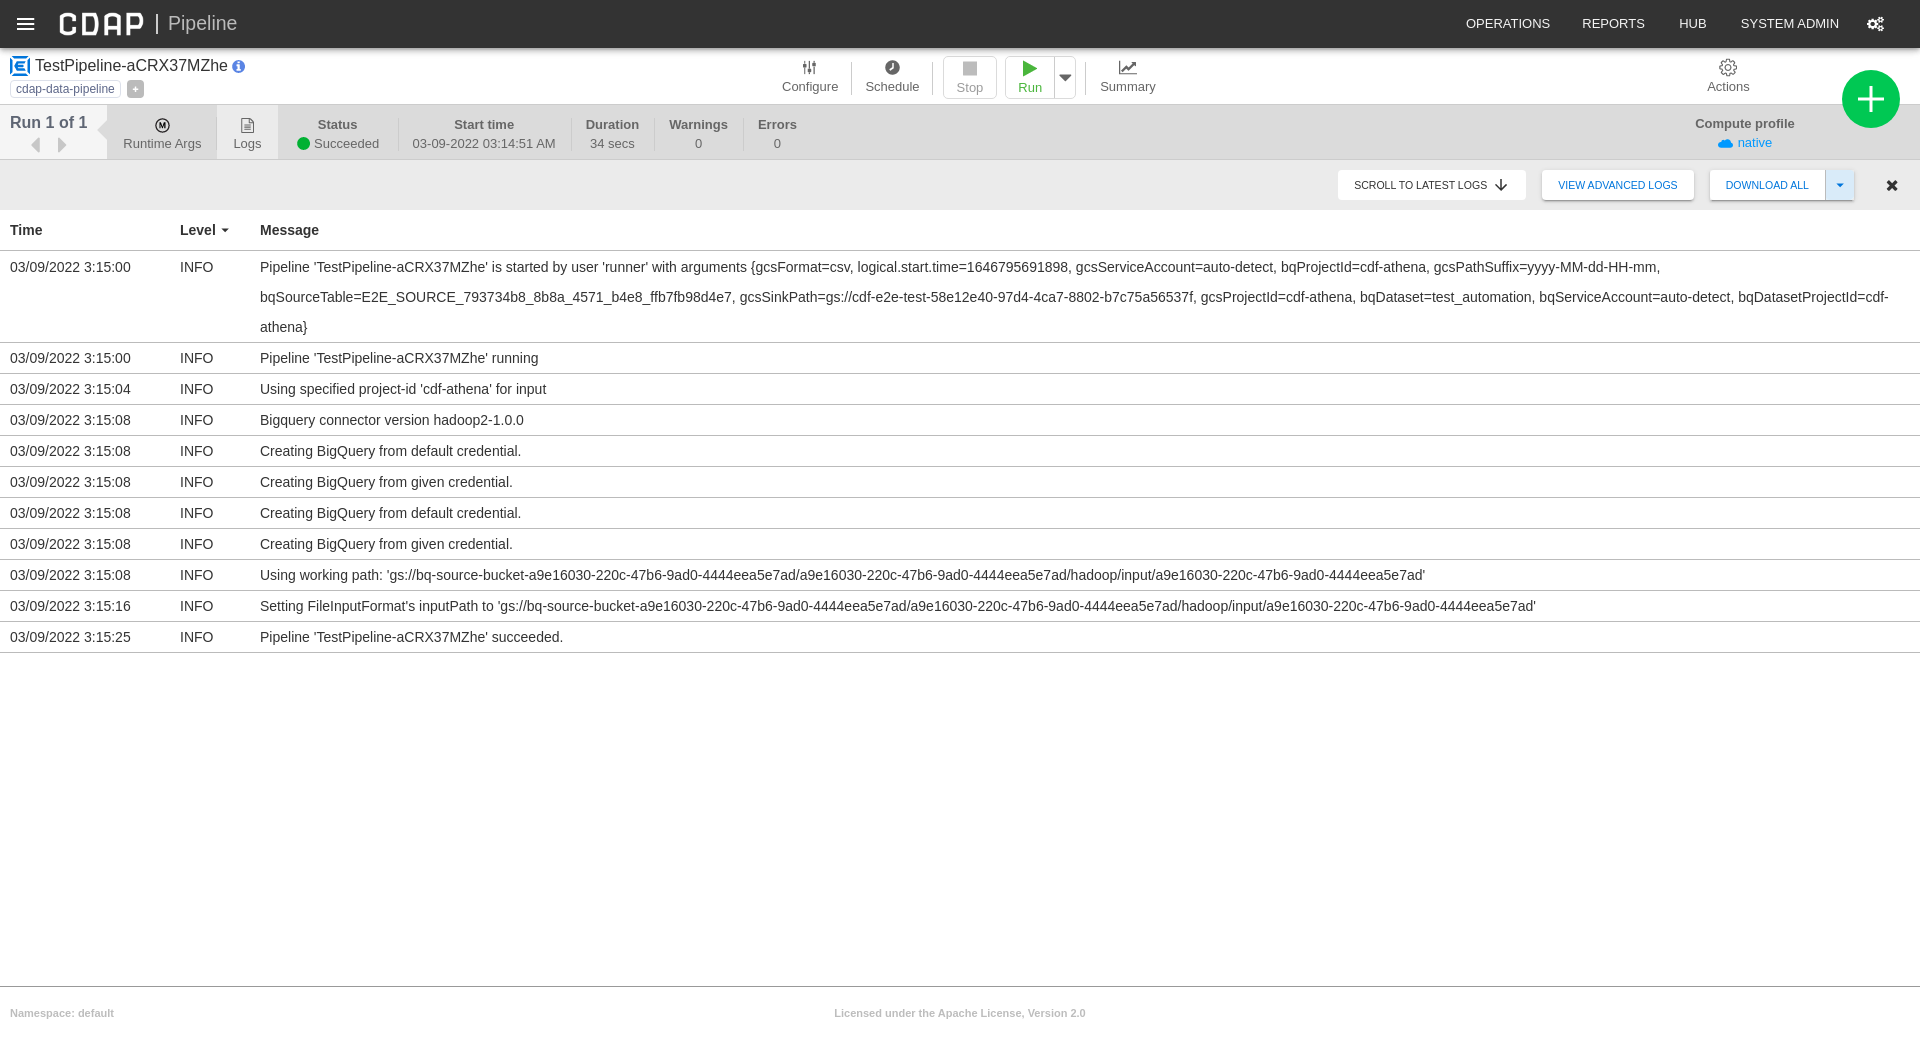 CDAP | Pipeline
OPERATIONS
REPORTS
HUB
SYSTEM ADMIN
TestPipeline-aCRX37MZhe
cdap-data-pipeline
+
Configure
Schedule
Stop
Run
Summary
Actions
Run 1 of 1
Runtime Args
Logs
Status
Succeeded
Start time
03-09-2022 03:14:51 AM
Duration
34 secs
Warnings
0
Errors
0
Compute profile
native
SCROLL TO LATEST LOGS
VIEW ADVANCED LOGS
DOWNLOAD ALL
Time Level Message
03/09/2022 3:15:00 INFO Pipeline 'TestPipeline-aCRX37MZhe' is started by user 'runner' with arguments {gcsFormat=csv, logical.start.time=1646795691898, gcsServiceAccount=auto-detect, bqProjectId=cdf-athena, gcsPathSuffix=yyyy-MM-dd-HH-mm,
bqSourceTable=E2E_SOURCE_793734b8_8b8a_4571_b4e8_ffb7fb98d4e7, gcsSinkPath=gs://cdf-e2e-test-58e12e40-97d4-4ca7-8802-b7c75a56537f, gcsProjectId=cdf-athena, bqDataset=test_automation, bqServiceAccount=auto-detect, bqDatasetProjectId=cdf-
athena}
03/09/2022 3:15:00 INFO Pipeline 'TestPipeline-aCRX37MZhe' running
03/09/2022 3:15:04 INFO Using specified project-id 'cdf-athena' for input
03/09/2022 3:15:08 INFO Bigquery connector version hadoop2-1.0.0
03/09/2022 3:15:08 INFO Creating BigQuery from default credential.
03/09/2022 3:15:08 INFO Creating BigQuery from given credential.
03/09/2022 3:15:08 INFO Creating BigQuery from default credential.
03/09/2022 3:15:08 INFO Creating BigQuery from given credential.
03/09/2022 3:15:08 INFO Using working path: 'gs://bq-source-bucket-a9e16030-220c-47b6-9ad0-4444eea5e7ad/a9e16030-220c-47b6-9ad0-4444eea5e7ad/hadoop/input/a9e16030-220c-47b6-9ad0-4444eea5e7ad'
03/09/2022 3:15:16 INFO Setting FileInputFormat's inputPath to 'gs://bq-source-bucket-a9e16030-220c-47b6-9ad0-4444eea5e7ad/a9e16030-220c-47b6-9ad0-4444eea5e7ad/hadoop/input/a9e16030-220c-47b6-9ad0-4444eea5e7ad'
03/09/2022 3:15:25 INFO Pipeline 'TestPipeline-aCRX37MZhe' succeeded.
Namespace: default
Licensed under the Apache License, Version 2.0